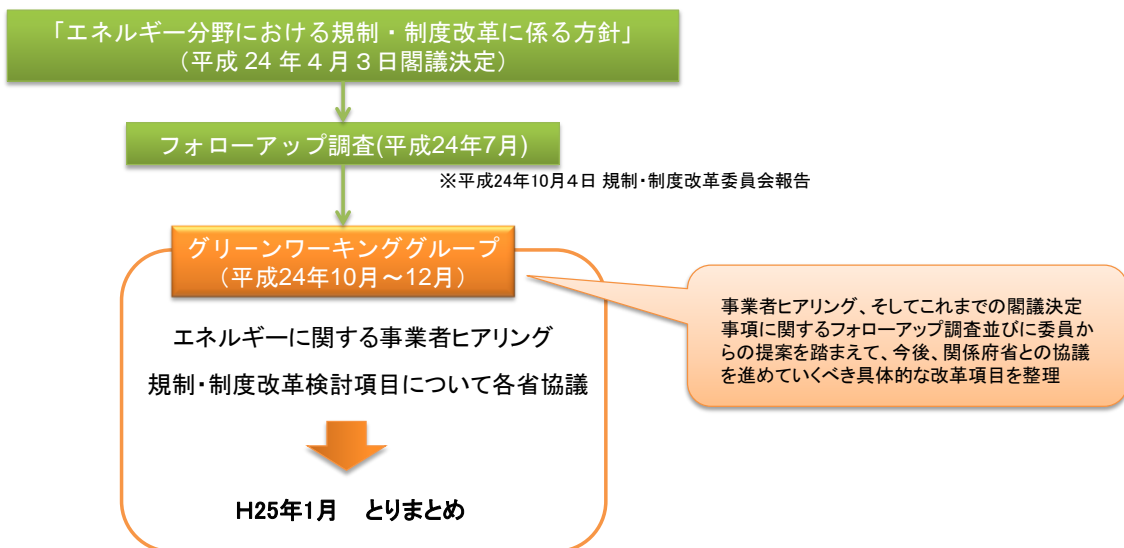 「エネルギー分野における規制・制度改革に係る方針」
（平成 24 年 4 月 3 日閣議決定）
フォローアップ調査(平成24年7月)
※平成24年10月4日 規制・制度改革委員会報告
グリーンワーキンググループ
（平成24年10月～12月）
エネルギーに関する事業者ヒアリング
規制・制度改革検討項目について各省協議
H25年1月　とりまとめ
事業者ヒアリング、そしてこれまでの閣議決定
事項に関するフォローアップ調査並びに委員か
らの提案を踏まえて、今後、関係府省との協議
を進めていくべき具体的な改革項目を整理